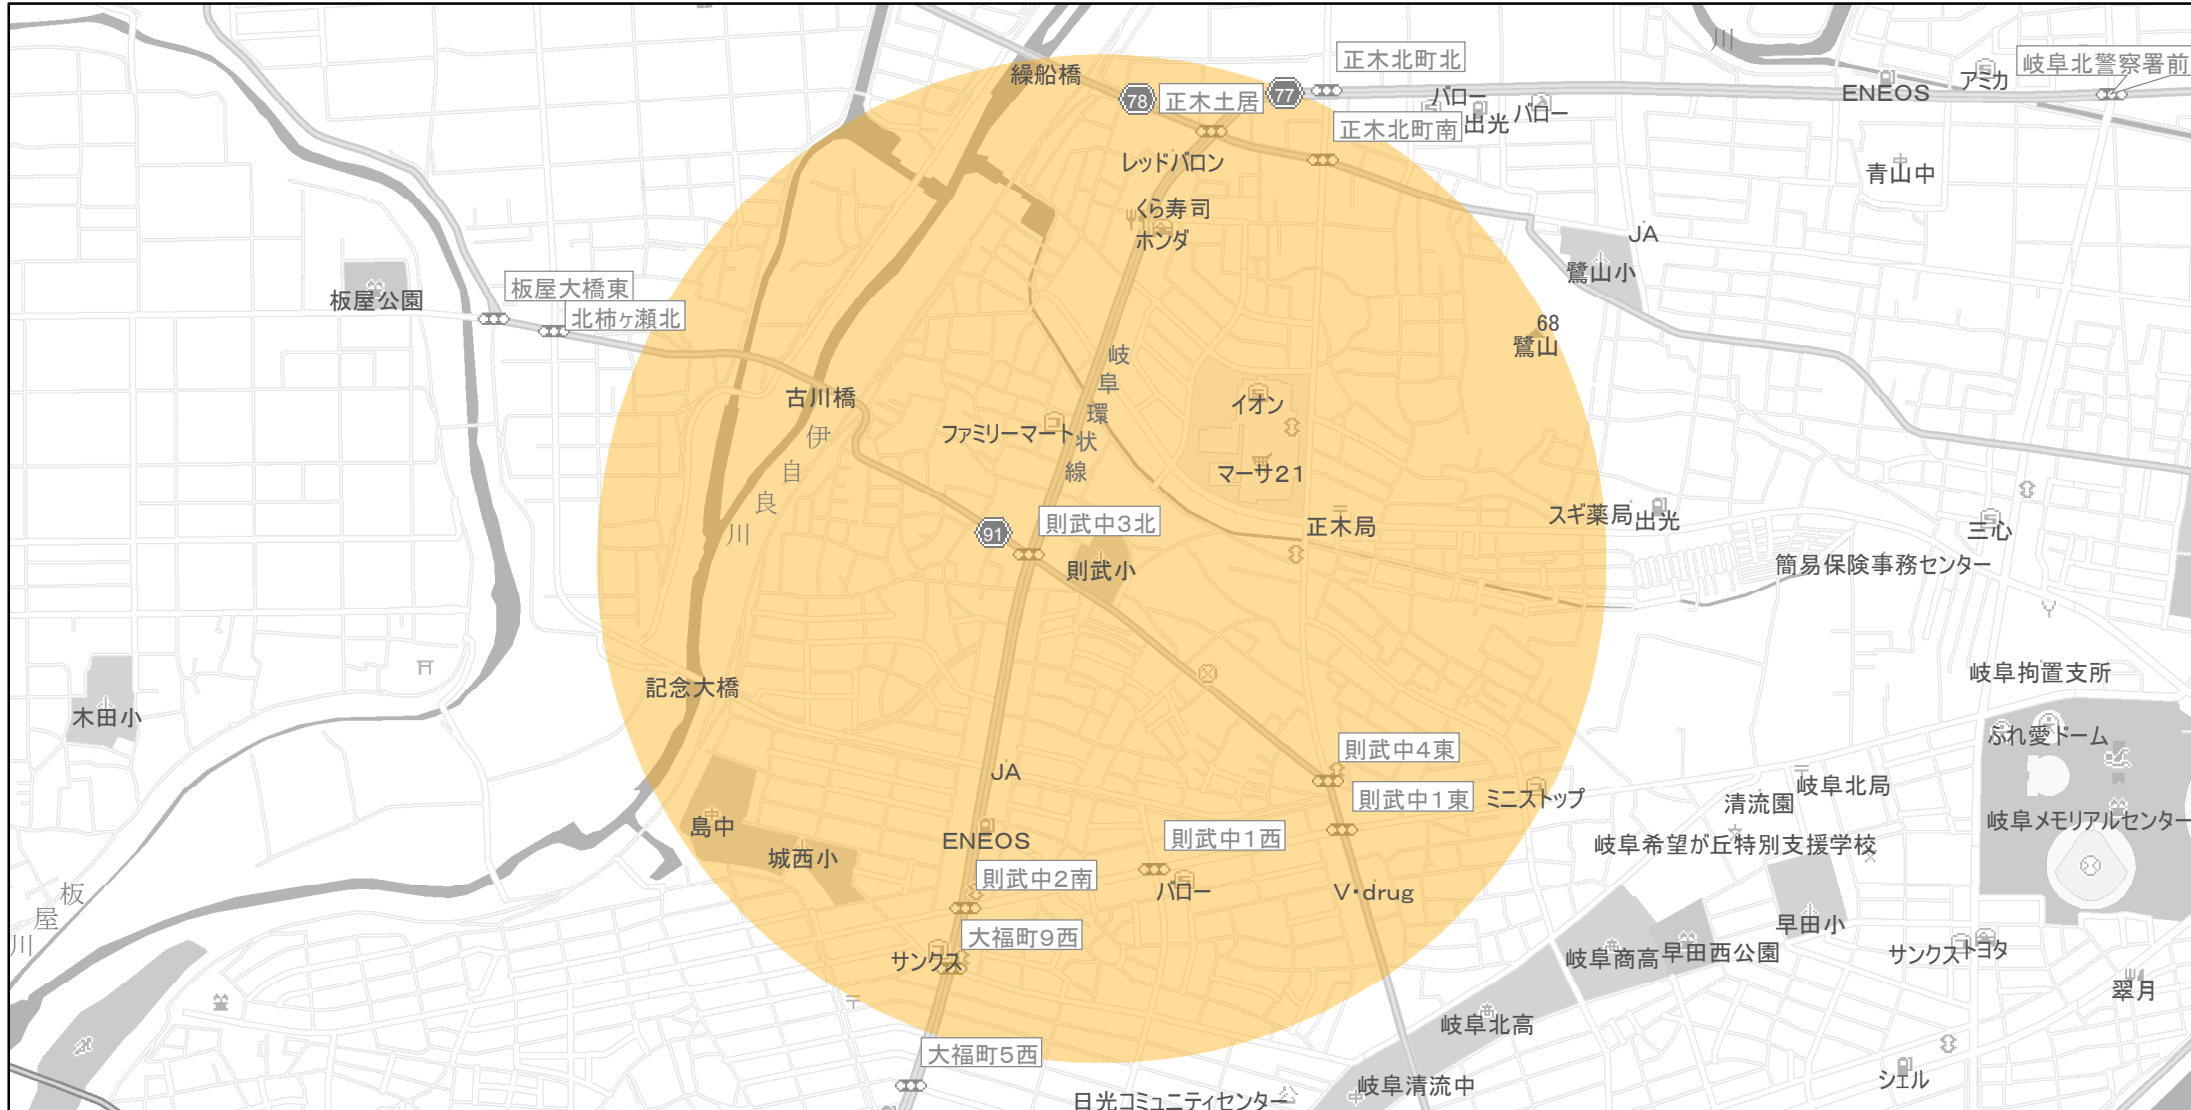 川
正木北町北
岐阜北警察署前
繰船橋
アミカ
78
正木土居
77
バロー
ENEOS
正木北町南
出光
バロー
レッドバロン
青山中
くら寿司
ホンダ
JA
鷺山小
板屋大橋東
板屋公園
北柿ヶ瀬北
68
鷺山
岐阜環状線
古川橋
イオン
伊自良川
ファミリーマート
マーサ21
91
則武中3北
正木局
スギ薬局
出光
三心
則武小
簡易保険事務センター
岐阜拘置支所
記念大橋
木田小
ふれ愛ドーム
則武中4東
JA
岐阜北局
則武中1東
ミニストップ
清流園
島中
岐阜メモリアルセンター
ENEOS
則武中1西
岐阜希望が丘特別支援学校
城西小
則武中2南
バロー
V・drug
板屋川
早田小
大福町9西
サンクス
岐阜商高
早田西公園
サンクス
トヨタ
翠月
岐阜北高
大福町5西
シェル
岐阜清流中
日光コミュニティセンター